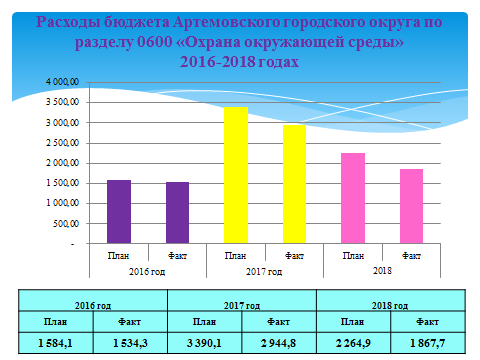 Расходы бюджета Артемовского городского округа по
разделу 0600 «Охрана окружающей среды»
2016-2018 годах
4 000,00
3 500,00
3 000,00
2 500,00
2 000,00
1 500,00
1 000,00
500,00
-
План Факт План Факт План Факт
2016 год 2017 год 2018
2016 год 2017 год 2018 год
План Факт План Факт План Факт
1 584,1 1 534,3 3 390,1 2 944,8 2 264,9 1 867,7